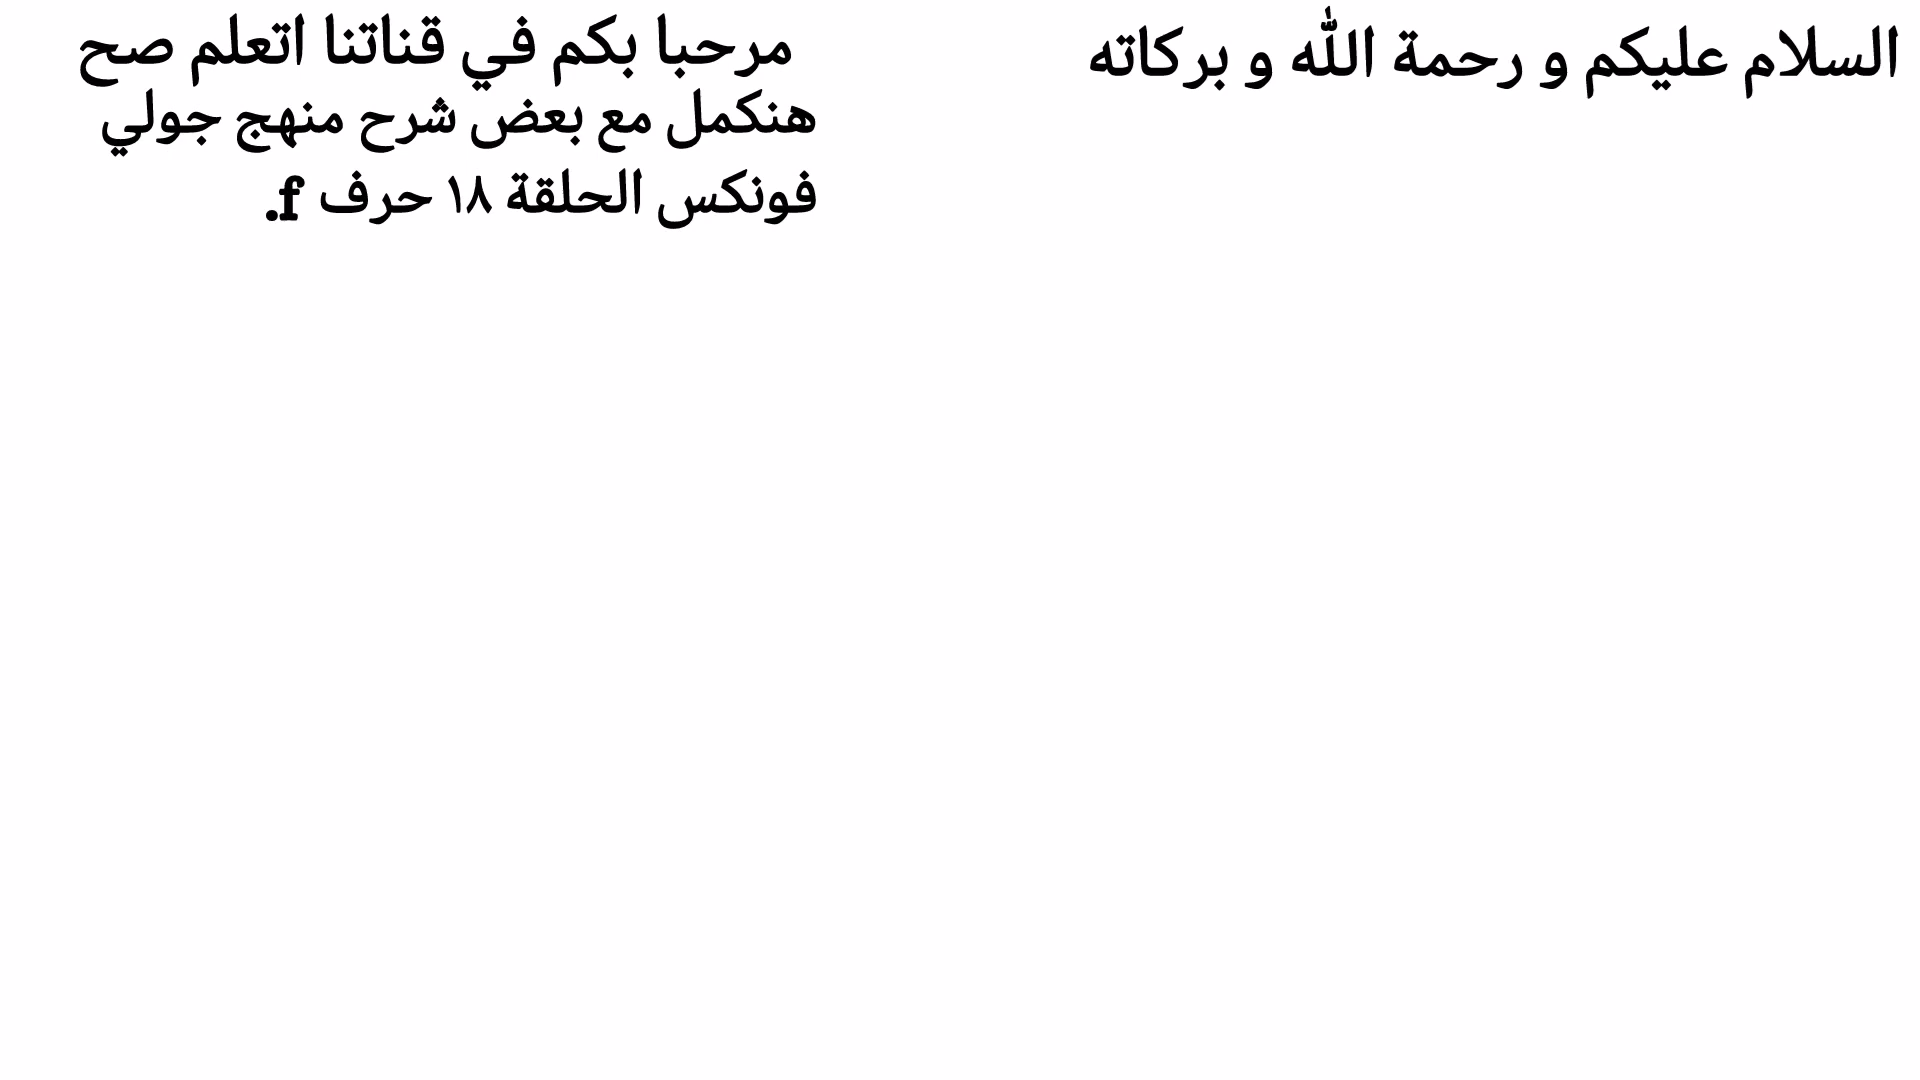 السلام عليكم و رحمة الله و بركاته
مرحبا بكم في قناتنا اتعلم صح
هنكمل مع بعض شرح منهج جولي
فونكس الحلقة ١٨ حرف f.